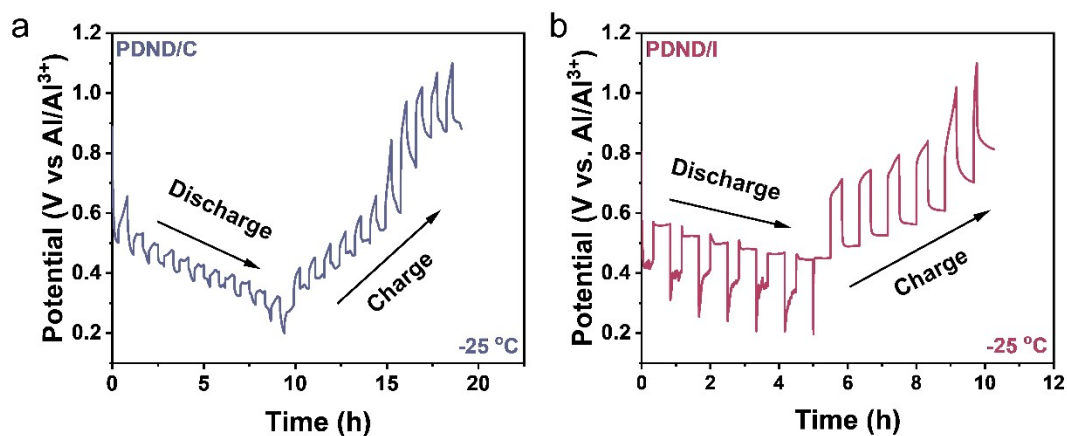 a
PDND/C
Potential (V vs Al/Al³⁺)
1.2
1.0
0.8
0.6
0.4
0.2
Discharge
Charge
-25 °C
0
5
10
15
20
Time (h)
b
PDND/I
Potential (V vs. Al/Al³⁺)
1.2
1.0
0.8
0.6
0.4
0.2
Discharge
Charge
-25 °C
0
2
4
6
8
10
12
Time (h)